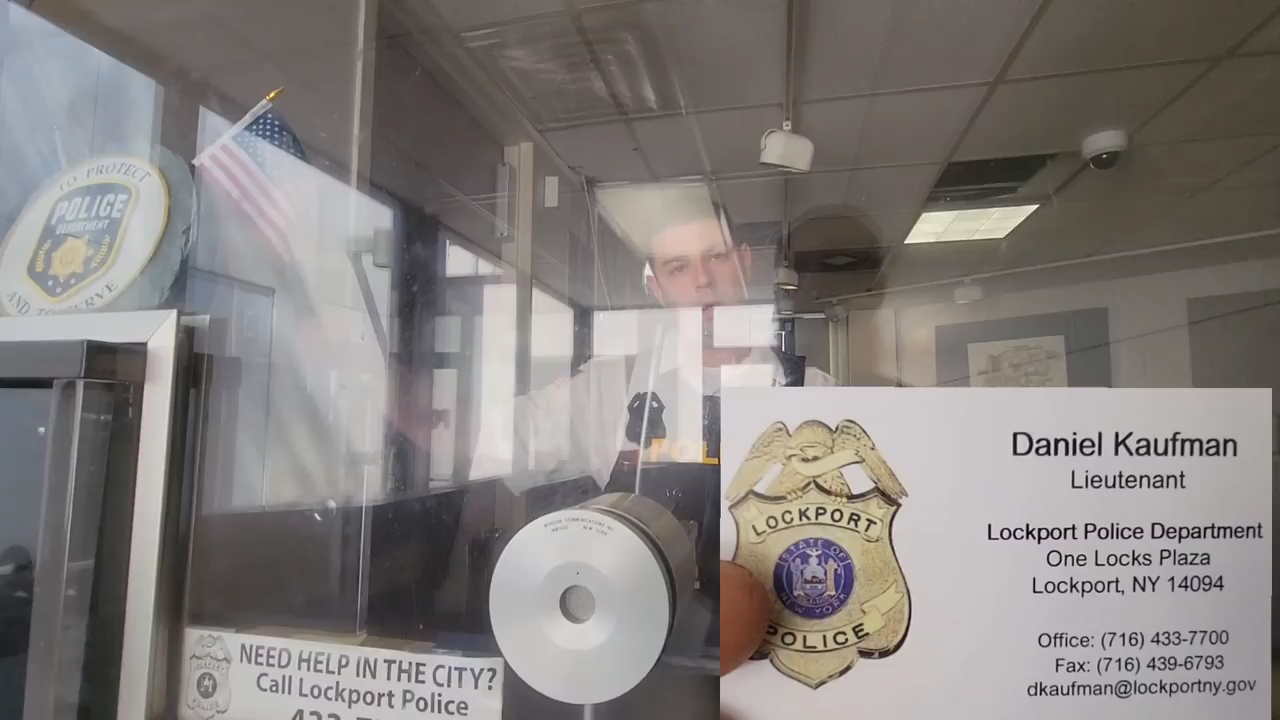 TO PROTECT
POLICE
DEPARTMENT
AND TO SERVE
POL
NEED HELP IN THE CITY?
Call Lockport Police
LOCKPORT
STATE OF
NEW YORK
POLICE
Daniel Kaufman
Lieutenant
Lockport Police Department
One Locks Plaza
Lockport, NY 14094
Office: (716) 433-7700
Fax: (716) 439-6793
dkaufman@lockportny.gov